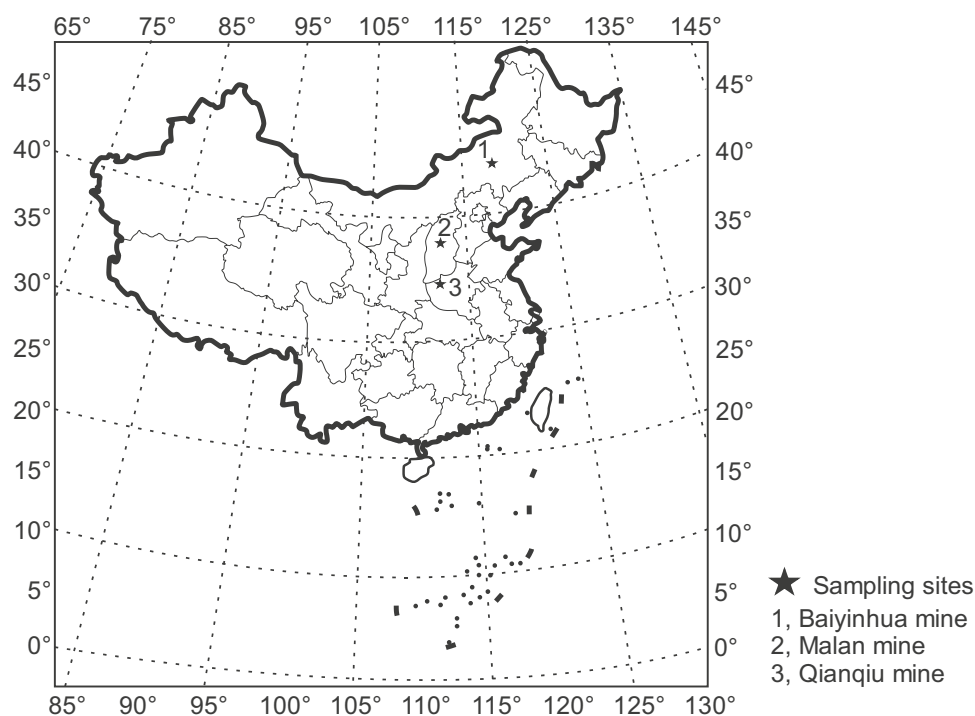 65° 75° 85° 95° 105° 115° 125° 135° 145°
45° 45°
40° 40°
1
35° 35°
2
30° 3 30°
25° 25°
20° 20°
15° 15°
10° 10°
5° 5°
★ Sampling sites
1, Baiyinhua mine
0° 2, Malan mine 0°
3, Qianqiu mine
85° 90° 95° 100° 105° 110° 115° 120° 125° 130°